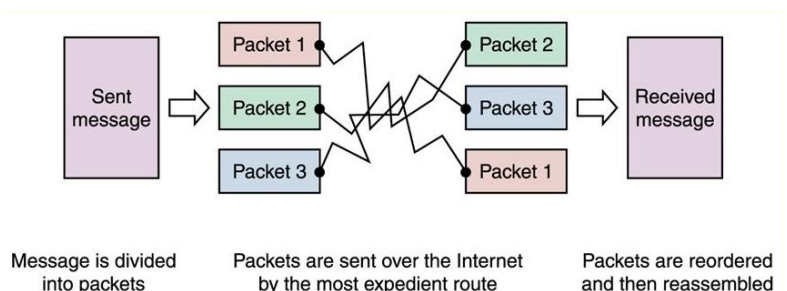 Sent
message
Packet 1
Packet 2
Packet 3
Packet 2
Packet 3
Packet 1
Received
message
Message is divided
into packets
Packets are sent over the Internet
by the most expedient route
Packets are reordered
and then reassembled